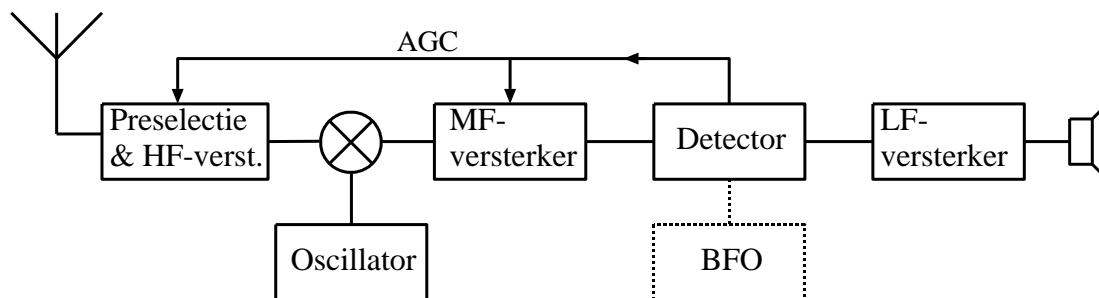 AGC
Preselectie
& HF-verst.
MF-
versterker
Detector
LF-
versterker
Oscillator
BFO